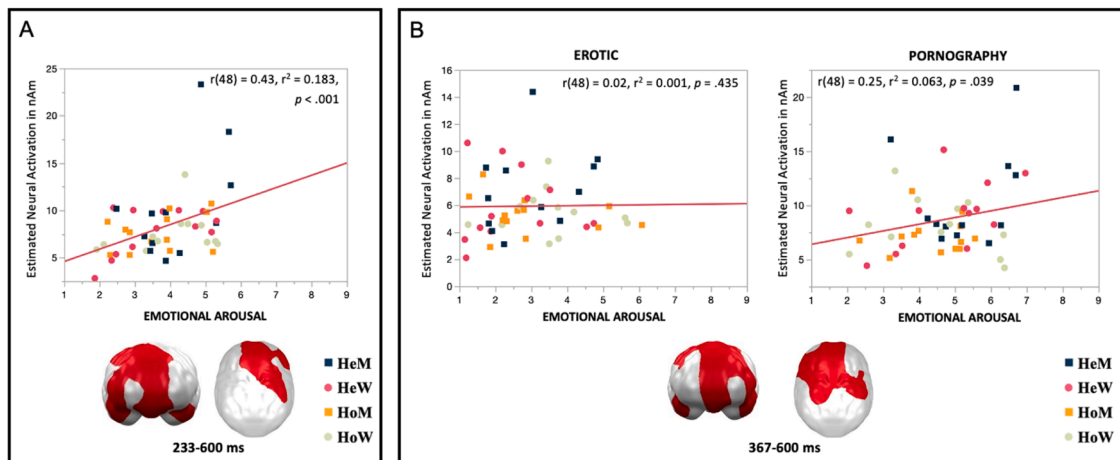 A
r(48) = 0.43, r² = 0.183,
p < .001
Estimated Neural Activation in nAm
25
20
15
10
5
1 2 3 4 5 6 7 8 9
EMOTIONAL AROUSAL
HeM
HeW
HoM
HoW
233-600 ms
B
EROTIC
r(48) = 0.02, r² = 0.001, p = .435
Estimated Neural Activation in nAm
16
14
12
10
8
6
4
2
0
1 2 3 4 5 6 7 8 9
EMOTIONAL AROUSAL
PORNOGRAPHY
r(48) = 0.25, r² = 0.063, p = .039
Estimated Neural Activation in nAm
20
15
10
5
1 2 3 4 5 6 7 8 9
EMOTIONAL AROUSAL
HeM
HeW
HoM
HoW
367-600 ms